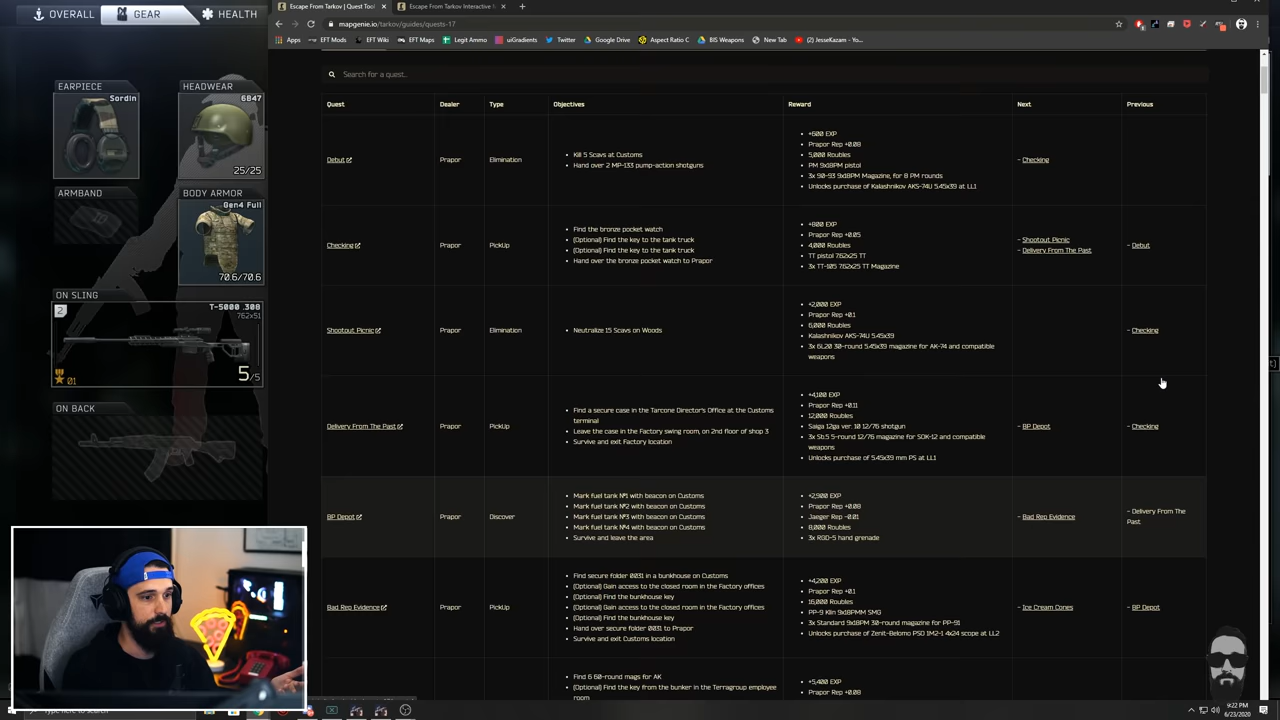 OVERALL
GEAR
HEALTH
EARPIECE
Sordin
HEADWEAR
6B47
25/25
ARMBAND
BODY ARMOR
Gen4 Full
70.6/70.6
ON SLING
T-5000 .308
762x51
2
01
5/5
ON BACK
Escape From Tarkov | Quest Tool
Escape From Tarkov Interactive M
mapgenie.io/tarkov/guides/quests-17
Apps
EFT Mods
EFT Wiki
EFT Maps
Legit Ammo
uiGradients
Twitter
Google Drive
Aspect Ratio C
BIS Weapons
New Tab
(2) JesseKazam - Yo...
Search for a quest..
Quest Dealer Type Objectives Reward Next Previous
Debut
Prapor
Elimination
Kill 5 Scavs at Customs
Hand over 2 MP-133 pump-action shotguns
+600 EXP
Prapor Rep +0.08
5,000 Roubles
PM 9x18PM pistol
3x 90-93 9x18PM Magazine, for 8 PM rounds
Unlocks purchase of Kalashnikov AKS-74U 5.45x39 at LL1
- Checking
Checking
Prapor
PickUp
Find the bronze pocket watch
(Optional) Find the key to the tank truck
(Optional) Find the key to the tank truck
Hand over the bronze pocket watch to Prapor
+800 EXP
Prapor Rep +0.05
4,000 Roubles
TT pistol 7.62x25 TT
3x TT-105 7.62x25 TT Magazine
- Shootout Picnic
- Delivery From The Past
- Debut
Shootout Picnic
Prapor
Elimination
Neutralize 15 Scavs on Woods
+2,000 EXP
Prapor Rep +0.1
6,000 Roubles
Kalashnikov AKS-74U 5.45x39
3x 6L20 30-round 5.45x39 magazine for AK-74 and compatible
weapons
- Checking
Delivery From The Past
Prapor
PickUp
Find a secure case in the Tarcone Director's Office at the Customs
terminal
Leave the case in the Factory swing room, on 2nd floor of shop 3
Survive and exit Factory location
+4,100 EXP
Prapor Rep +0.11
12,000 Roubles
Saiga 12ga ver. 10 12/76 shotgun
3x Sb.5 5-round 12/76 magazine for SOK-12 and compatible
weapons
Unlocks purchase of 5.45x39 mm PS at LL1
- BP Depot
- Checking
BP Depot
Prapor
Discover
Mark fuel tank №1 with beacon on Customs
Mark fuel tank №2 with beacon on Customs
Mark fuel tank №3 with beacon on Customs
Mark fuel tank №4 with beacon on Customs
Survive and leave the area
+2,900 EXP
Prapor Rep +0.08
Jaeger Rep -0.01
8,000 Roubles
3x RGD-5 hand grenade
- Bad Rep Evidence
- Delivery From The
Past
Bad Rep Evidence
Prapor
PickUp
Find secure folder 0031 in a bunkhouse on Customs
(Optional) Gain access to the closed room in the Factory offices
(Optional) Find the bunkhouse key
(Optional) Gain access to the closed room in the Factory offices
(Optional) Find the bunkhouse key
Hand over secure folder 0031 to Prapor
Survive and exit Customs location
+4,200 EXP
Prapor Rep +0.1
16,000 Roubles
PP-9 Klin 9x18PMM SMG
3x Standard 9x18PM 30-round magazine for PP-91
Unlocks purchase of Zenit-Belomo PSO 1M2-1 4x24 scope at LL2
- Ice Cream Cones
- BP Depot
Find 6 60-round mags for AK
(Optional) Find the key from the bunker in the Terragroup employee
room
+5,400 EXP
Prapor Rep +0.08
9:22 PM
6/23/2020